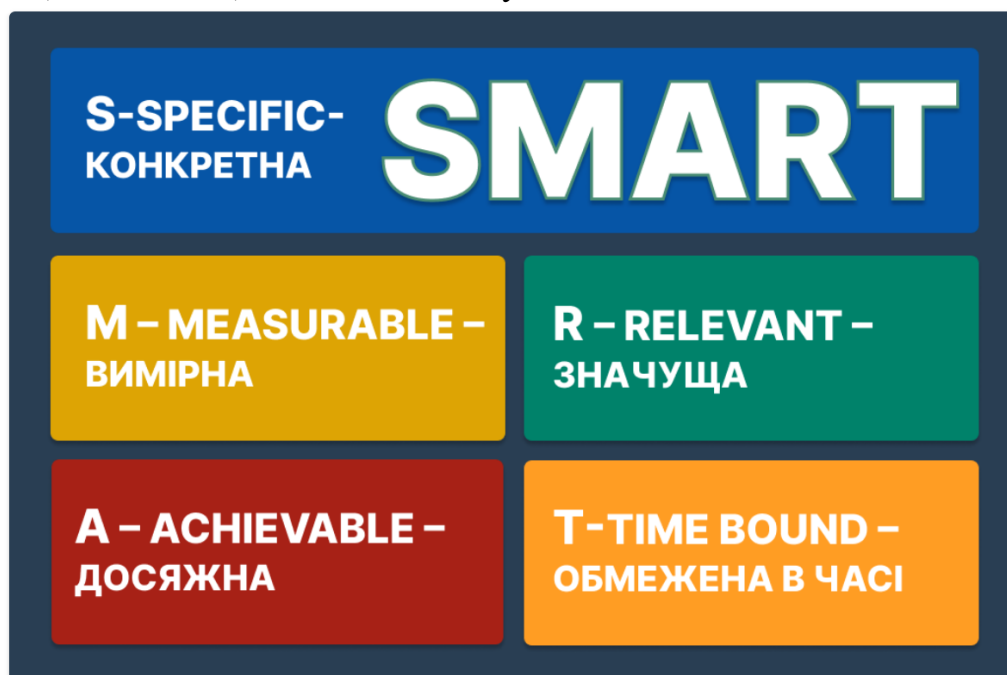 S-SPECIFIC-
КОНКРЕТНА
SMART
M – MEASURABLE –
ВИМІРНА
R – RELEVANT –
ЗНАЧУЩА
A – ACHIEVABLE –
ДОСЯЖНА
T-TIME BOUND –
ОБМЕЖЕНА В ЧАСІ